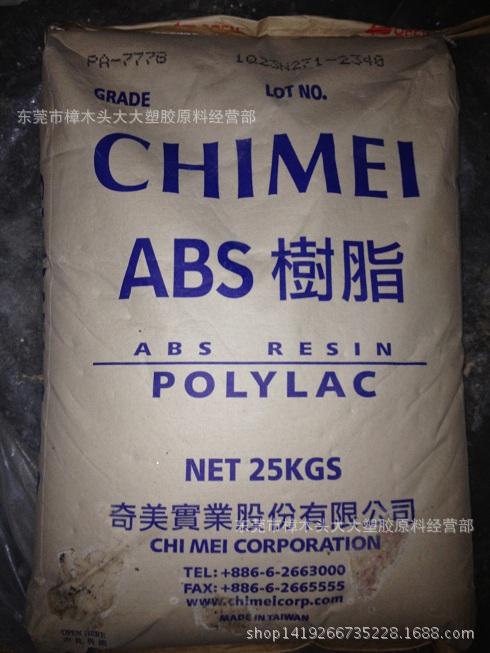 PA-777B 1Q23N271-2348
GRADE LOT NO.
东莞市樟木头大大塑胶原料经营部
CHIMEI
ABS 樹脂
ABS RESIN
POLYLAC
NET 25KGS
奇美實業股份有限公司
东莞市樟木头大大塑胶原料经营部
CHI MEI CORPORATION
TEL: +886-6-2663000
FAX: +886-6-2665555
www.chimeicorp.com
MADE IN TAIWAN
OPEN HERE
shop1419266735228.1688.com